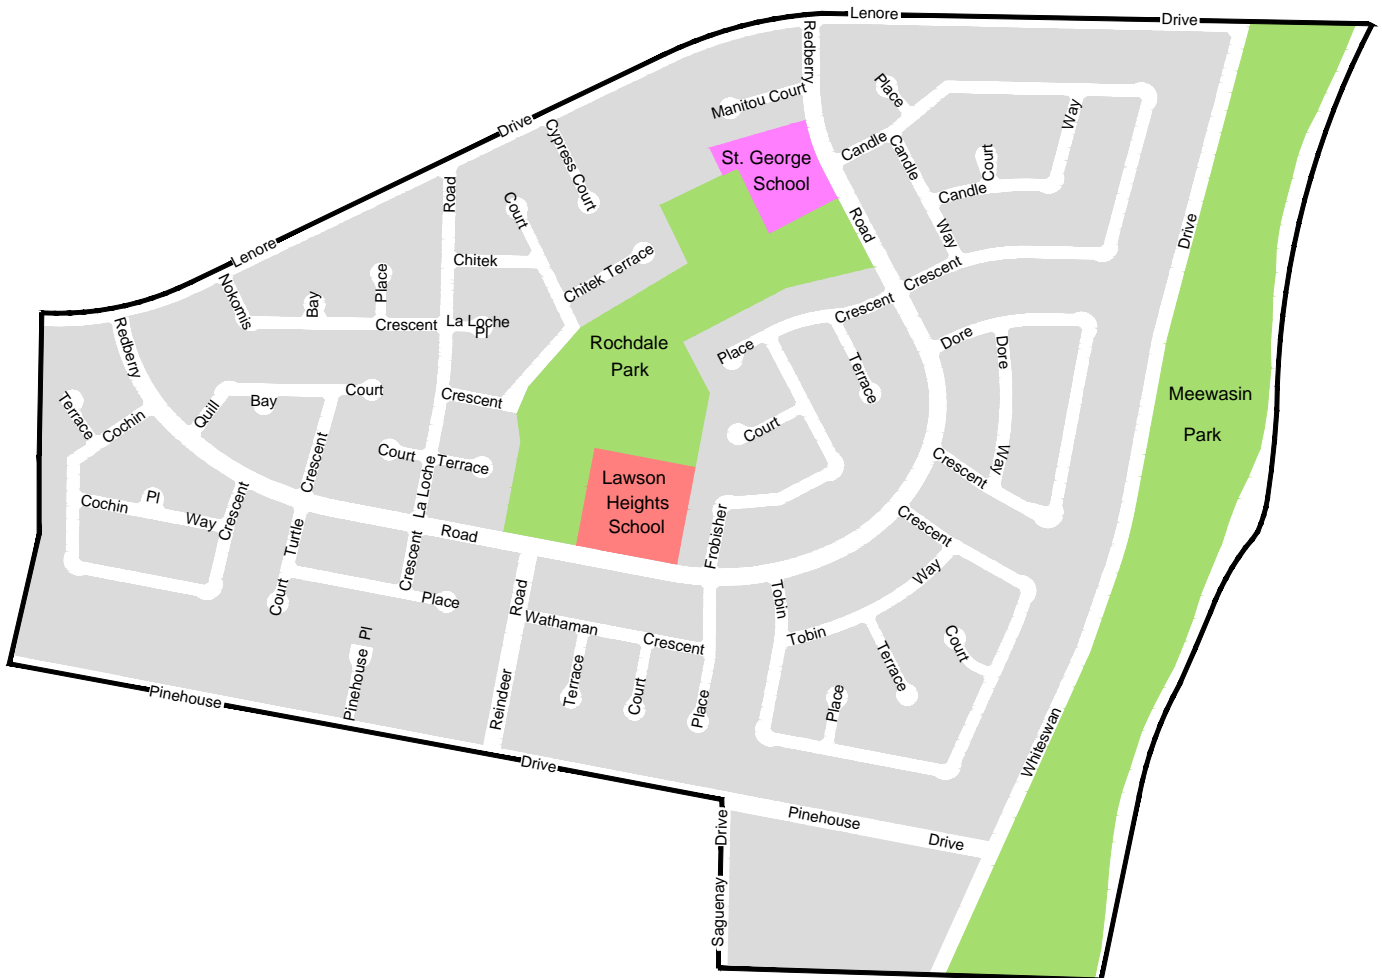 Lenore
Drive
Redberry
Place
Manitou Court
Way
Drive
Cypress Court
Candle
Candle
Court
St. George
School
Road
Court
Candle
Road
Way
Drive
Lenore
Chitek
Chitek Terrace
Crescent
Nokomis
Bay
Place
Crescent
La Loche
Pl
Crescent
Redberry
Rochdale
Park
Place
Terrace
Dore
Dore
Meewasin
Park
Terrace
Cochin
Quill
Bay
Court
Crescent
Court
Crescent
Court
Terrace
Crescent
Way
Lawson
Heights
School
Cochin
Pl
Way
Crescent
La Loche
Road
Turtle
Crescent
Frobisher
Crescent
Court
Place
Road
Wathaman
Crescent
Tobin
Tobin
Way
Pinehouse Pl
Terrace
Court
Place
Terrace
Court
Place
Pinehouse
Reindeer
Drive
Whiteswan
Pinehouse
Drive
Drive
Saguenay